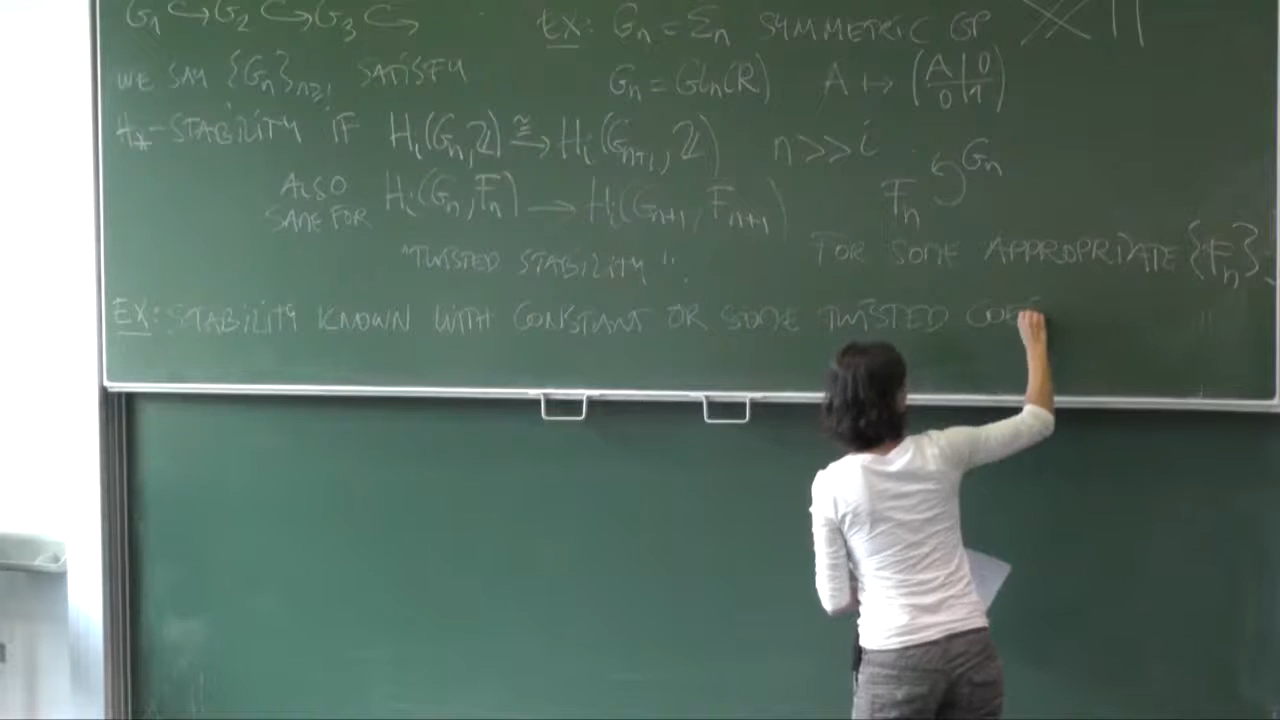 G₁ ↪ G₂ ↪ G₃ ↪
EX: Gₙ = Σₙ SYMMETRIC GP
WE SAY {Gₙ}ₙ≥₁ SATISFY
Gₙ = GLₙ(R) A ↦ (A|0 / 0|1)
H⁎-STABILITY IF Hᵢ(Gₙ, ℤ) ≅→ Hᵢ(Gₙ₊₁, ℤ) n >> i
ALSO SAME FOR Hᵢ(Gₙ, Fₙ) → Hᵢ(Gₙ₊₁, Fₙ₊₁) Fₙ ↺ Gₙ
"TWISTED STABILITY". FOR SOME APPROPRIATE {Fₙ}
EX: STABILITY KNOWN WITH CONSTANT OR SOME TWISTED COE